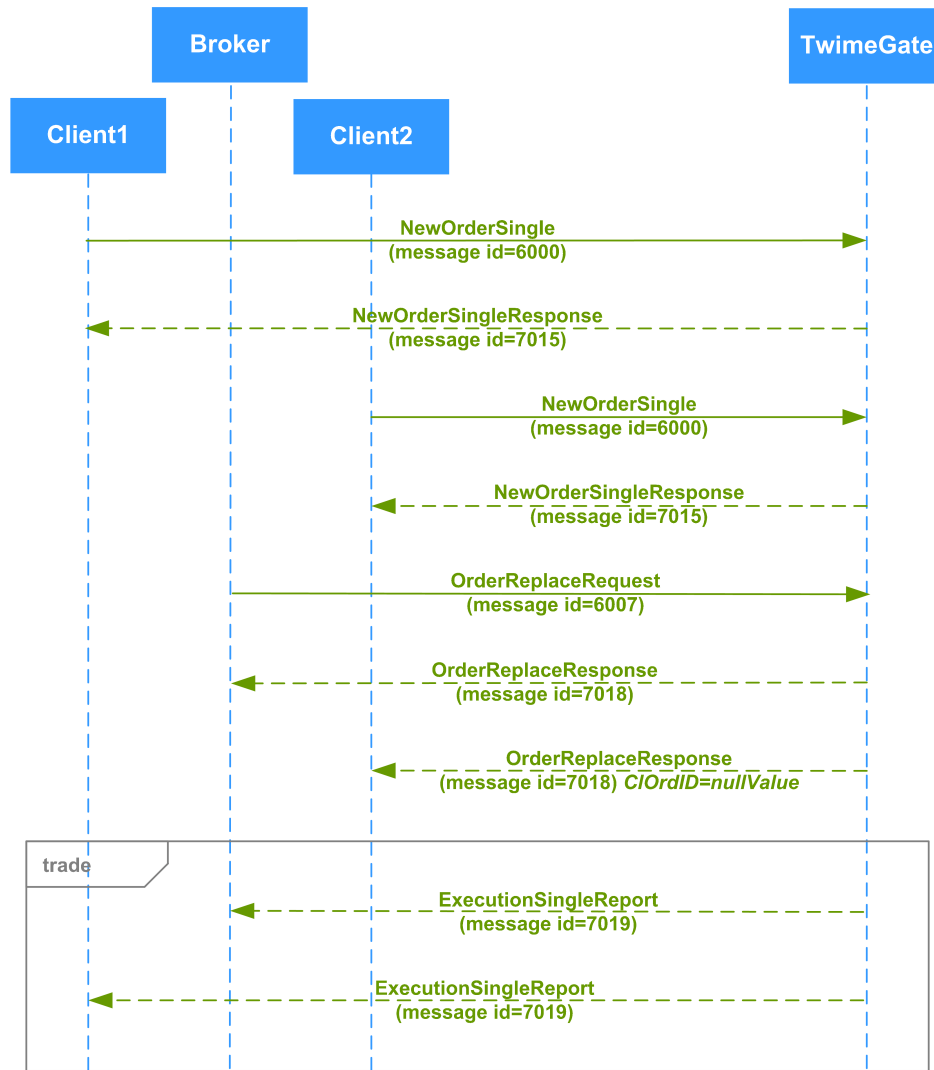 Broker
TwimeGate
Client1
Client2
NewOrderSingle
(message id=6000)
NewOrderSingleResponse
(message id=7015)
NewOrderSingle
(message id=6000)
NewOrderSingleResponse
(message id=7015)
OrderReplaceRequest
(message id=6007)
OrderReplaceResponse
(message id=7018)
OrderReplaceResponse
(message id=7018) ClOrdID=nullValue
trade
ExecutionSingleReport
(message id=7019)
ExecutionSingleReport
(message id=7019)